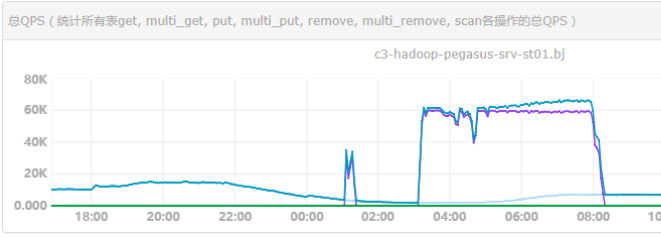 总QPS（统计所有表get, multi_get, put, multi_put, remove, multi_remove, scan各操作的总QPS）
c3-hadoop-pegasus-srv-st01.bj
80K
60K
40K
20K
0.000
18:00 20:00 22:00 00:00 02:00 04:00 06:00 08:00 10